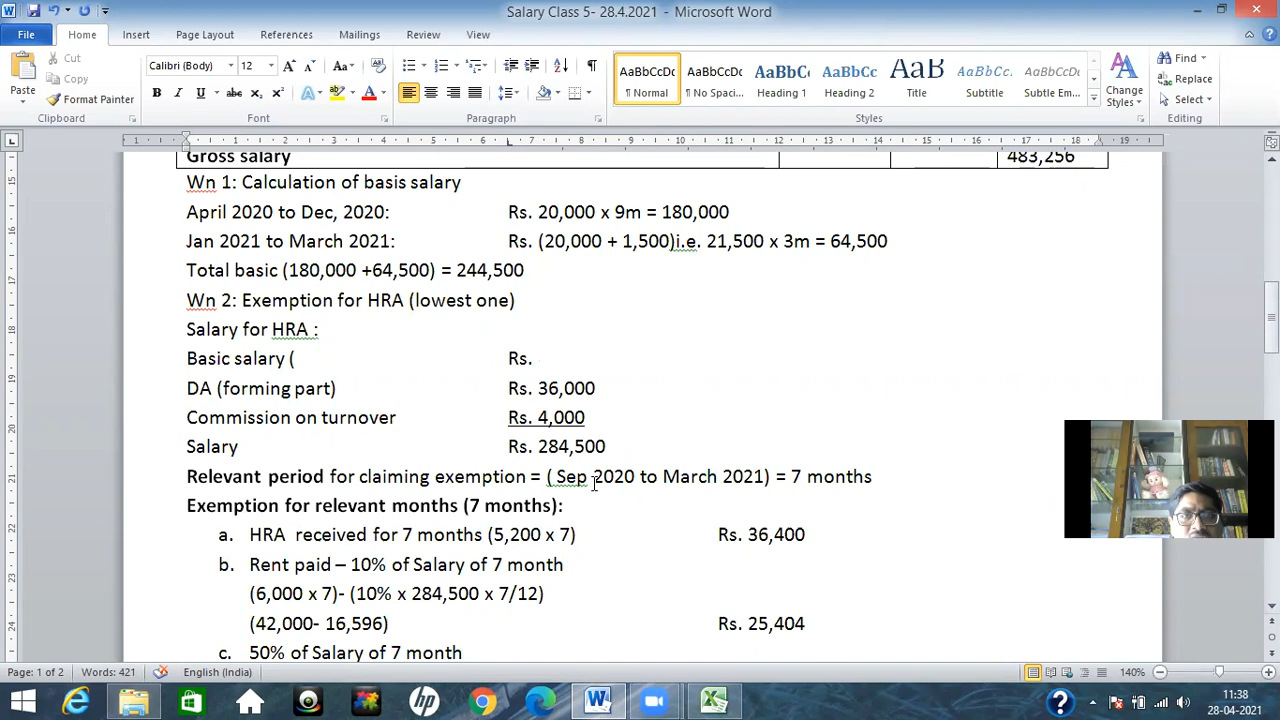 Salary Class 5- 28.4.2021 - Microsoft Word
File Home Insert Page Layout References Mailings Review View
Paste
Cut
Copy
Format Painter
Clipboard
Calibri (Body) 12
Font
Paragraph
AaBbCcDc AaBbCcDc AaBbC AaBbCc AaB AaBbCc. AaBbCcDc
¶ Normal ¶ No Spaci... Heading 1 Heading 2 Title Subtitle Subtle Em...
Change Styles
Styles
Find
Replace
Select
Editing
Gross salary 483,256
Wn 1: Calculation of basis salary
April 2020 to Dec, 2020: Rs. 20,000 x 9m = 180,000
Jan 2021 to March 2021: Rs. (20,000 + 1,500)i.e. 21,500 x 3m = 64,500
Total basic (180,000 +64,500) = 244,500
Wn 2: Exemption for HRA (lowest one)
Salary for HRA :
Basic salary ( Rs.
DA (forming part) Rs. 36,000
Commission on turnover Rs. 4,000
Salary Rs. 284,500
Relevant period for claiming exemption = ( Sep 2020 to March 2021) = 7 months
Exemption for relevant months (7 months):
a. HRA received for 7 months (5,200 x 7) Rs. 36,400
b. Rent paid – 10% of Salary of 7 month
(6,000 x 7)- (10% x 284,500 x 7/12)
(42,000- 16,596) Rs. 25,404
c. 50% of Salary of 7 month
Page: 1 of 2 Words: 421 English (India) 140%
11:38
28-04-2021